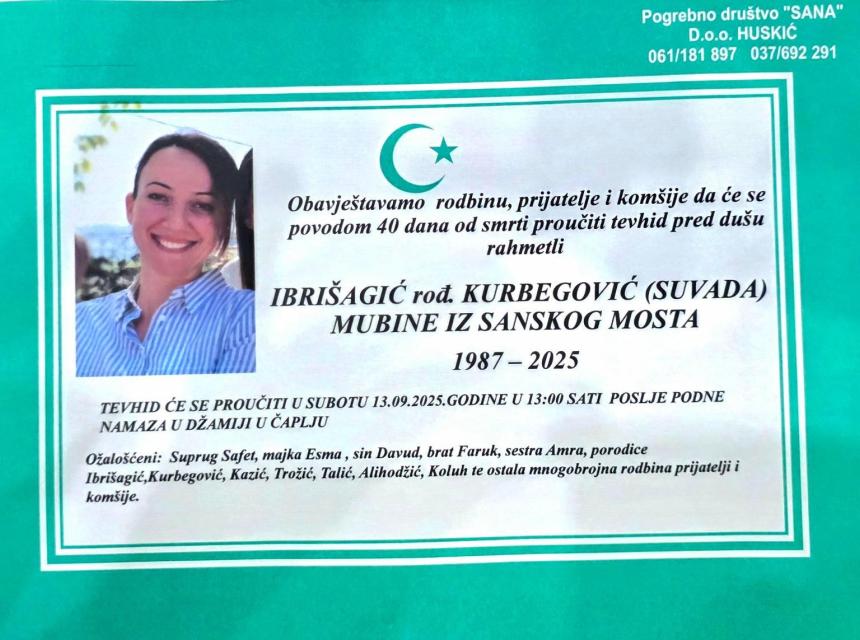 Pogrebno društvo "SANA"
D.o.o. HUSKIĆ
061/181 897 037/692 291
Obavještavamo rodbinu, prijatelje i komšije da će se
povodom 40 dana od smrti proučiti tevhid pred dušu
rahmetli
IBRIŠAGIĆ rođ. KURBEGOVIĆ (SUVADA)
MUBINE IZ SANSKOG MOSTA
1987 – 2025
TEVHID ĆE SE PROUČITI U SUBOTU 13.09.2025.GODINE U 13:00 SATI POSLJE PODNE
NAMAZA U DŽAMIJI U ČAPLJU
Ožalošćeni: Suprug Safet, majka Esma , sin Davud, brat Faruk, sestra Amra, porodice
Ibrišagić,Kurbegović, Kazić, Trožić, Talić, Alihodžić, Koluh te ostala mnogobrojna rodbina prijatelji i
komšije.